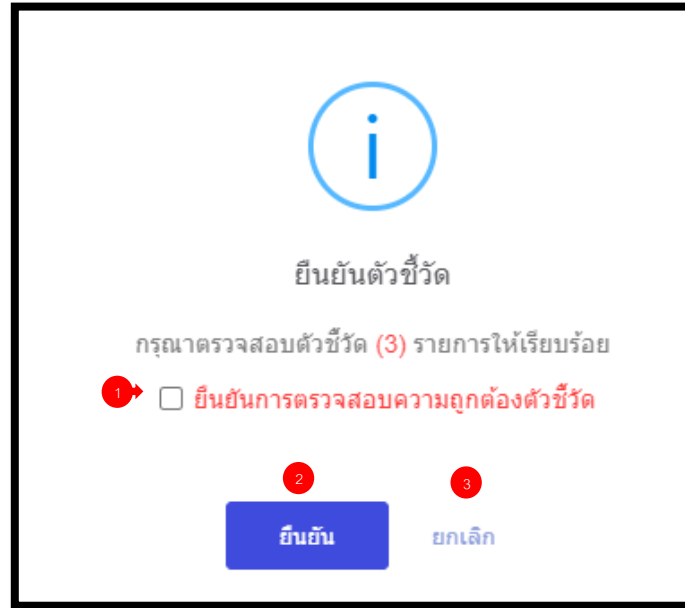 i
ยืนยันตัวชี้วัด
กรุณาตรวจสอบตัวชี้วัด (3) รายการให้เรียบร้อย
1 ยืนยันการตรวจสอบความถูกต้องตัวชี้วัด
2 3
ยืนยัน ยกเลิก